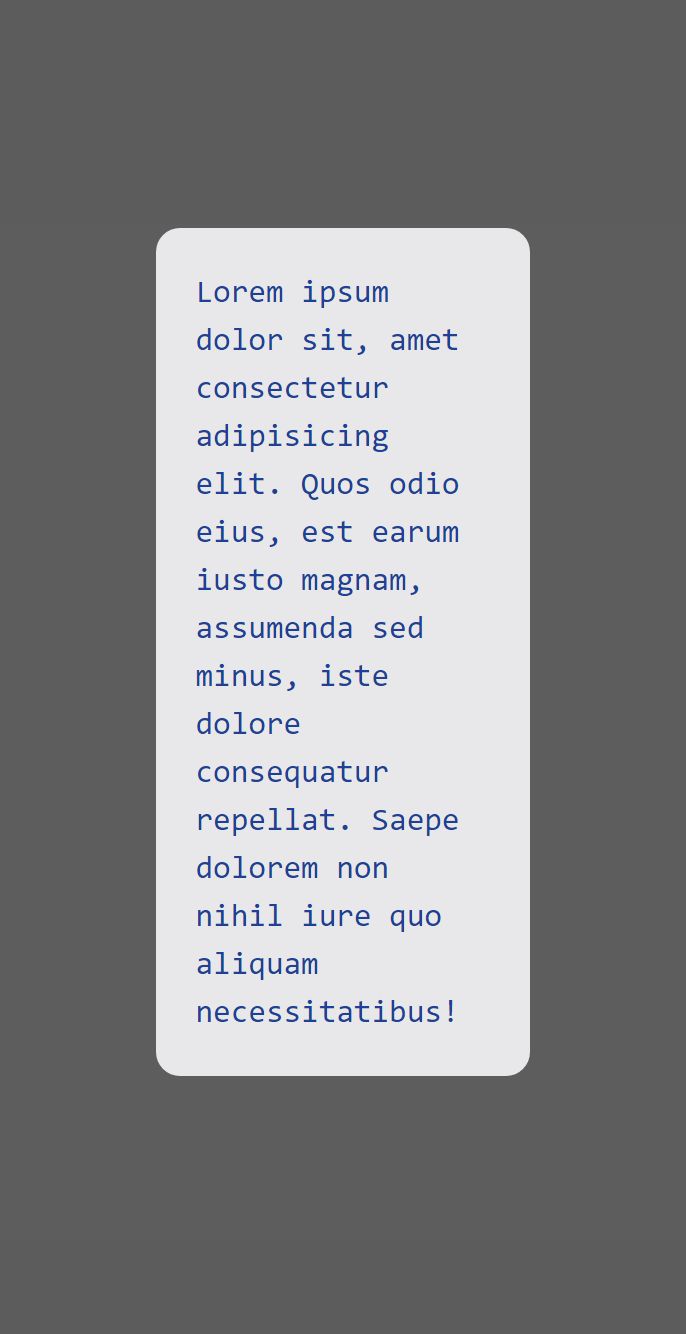 Lorem ipsum
dolor sit, amet
consectetur
adipisicing
elit. Quos odio
eius, est earum
iusto magnam,
assumenda sed
minus, iste
dolore
consequatur
repellat. Saepe
dolorem non
nihil iure quo
aliquam
necessitatibus!